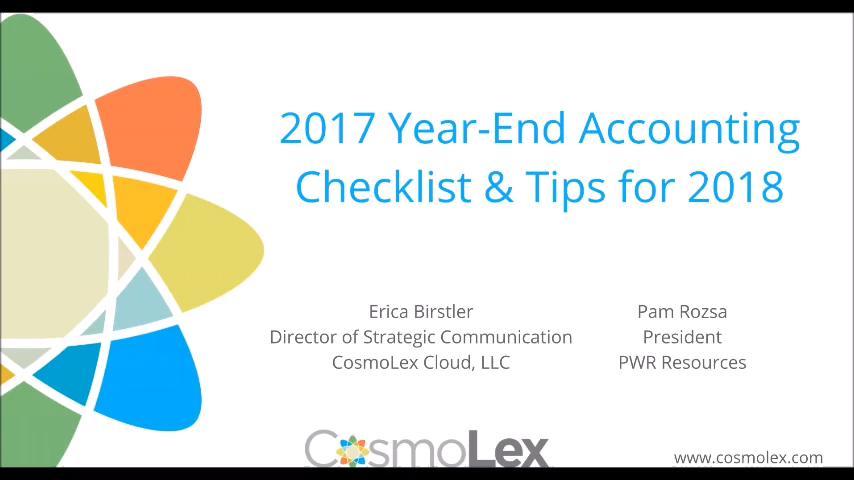 2017 Year-End Accounting
Checklist & Tips for 2018
Erica Birstler
Director of Strategic Communication
CosmoLex Cloud, LLC
Pam Rozsa
President
PWR Resources
CosmoLex
www.cosmolex.com